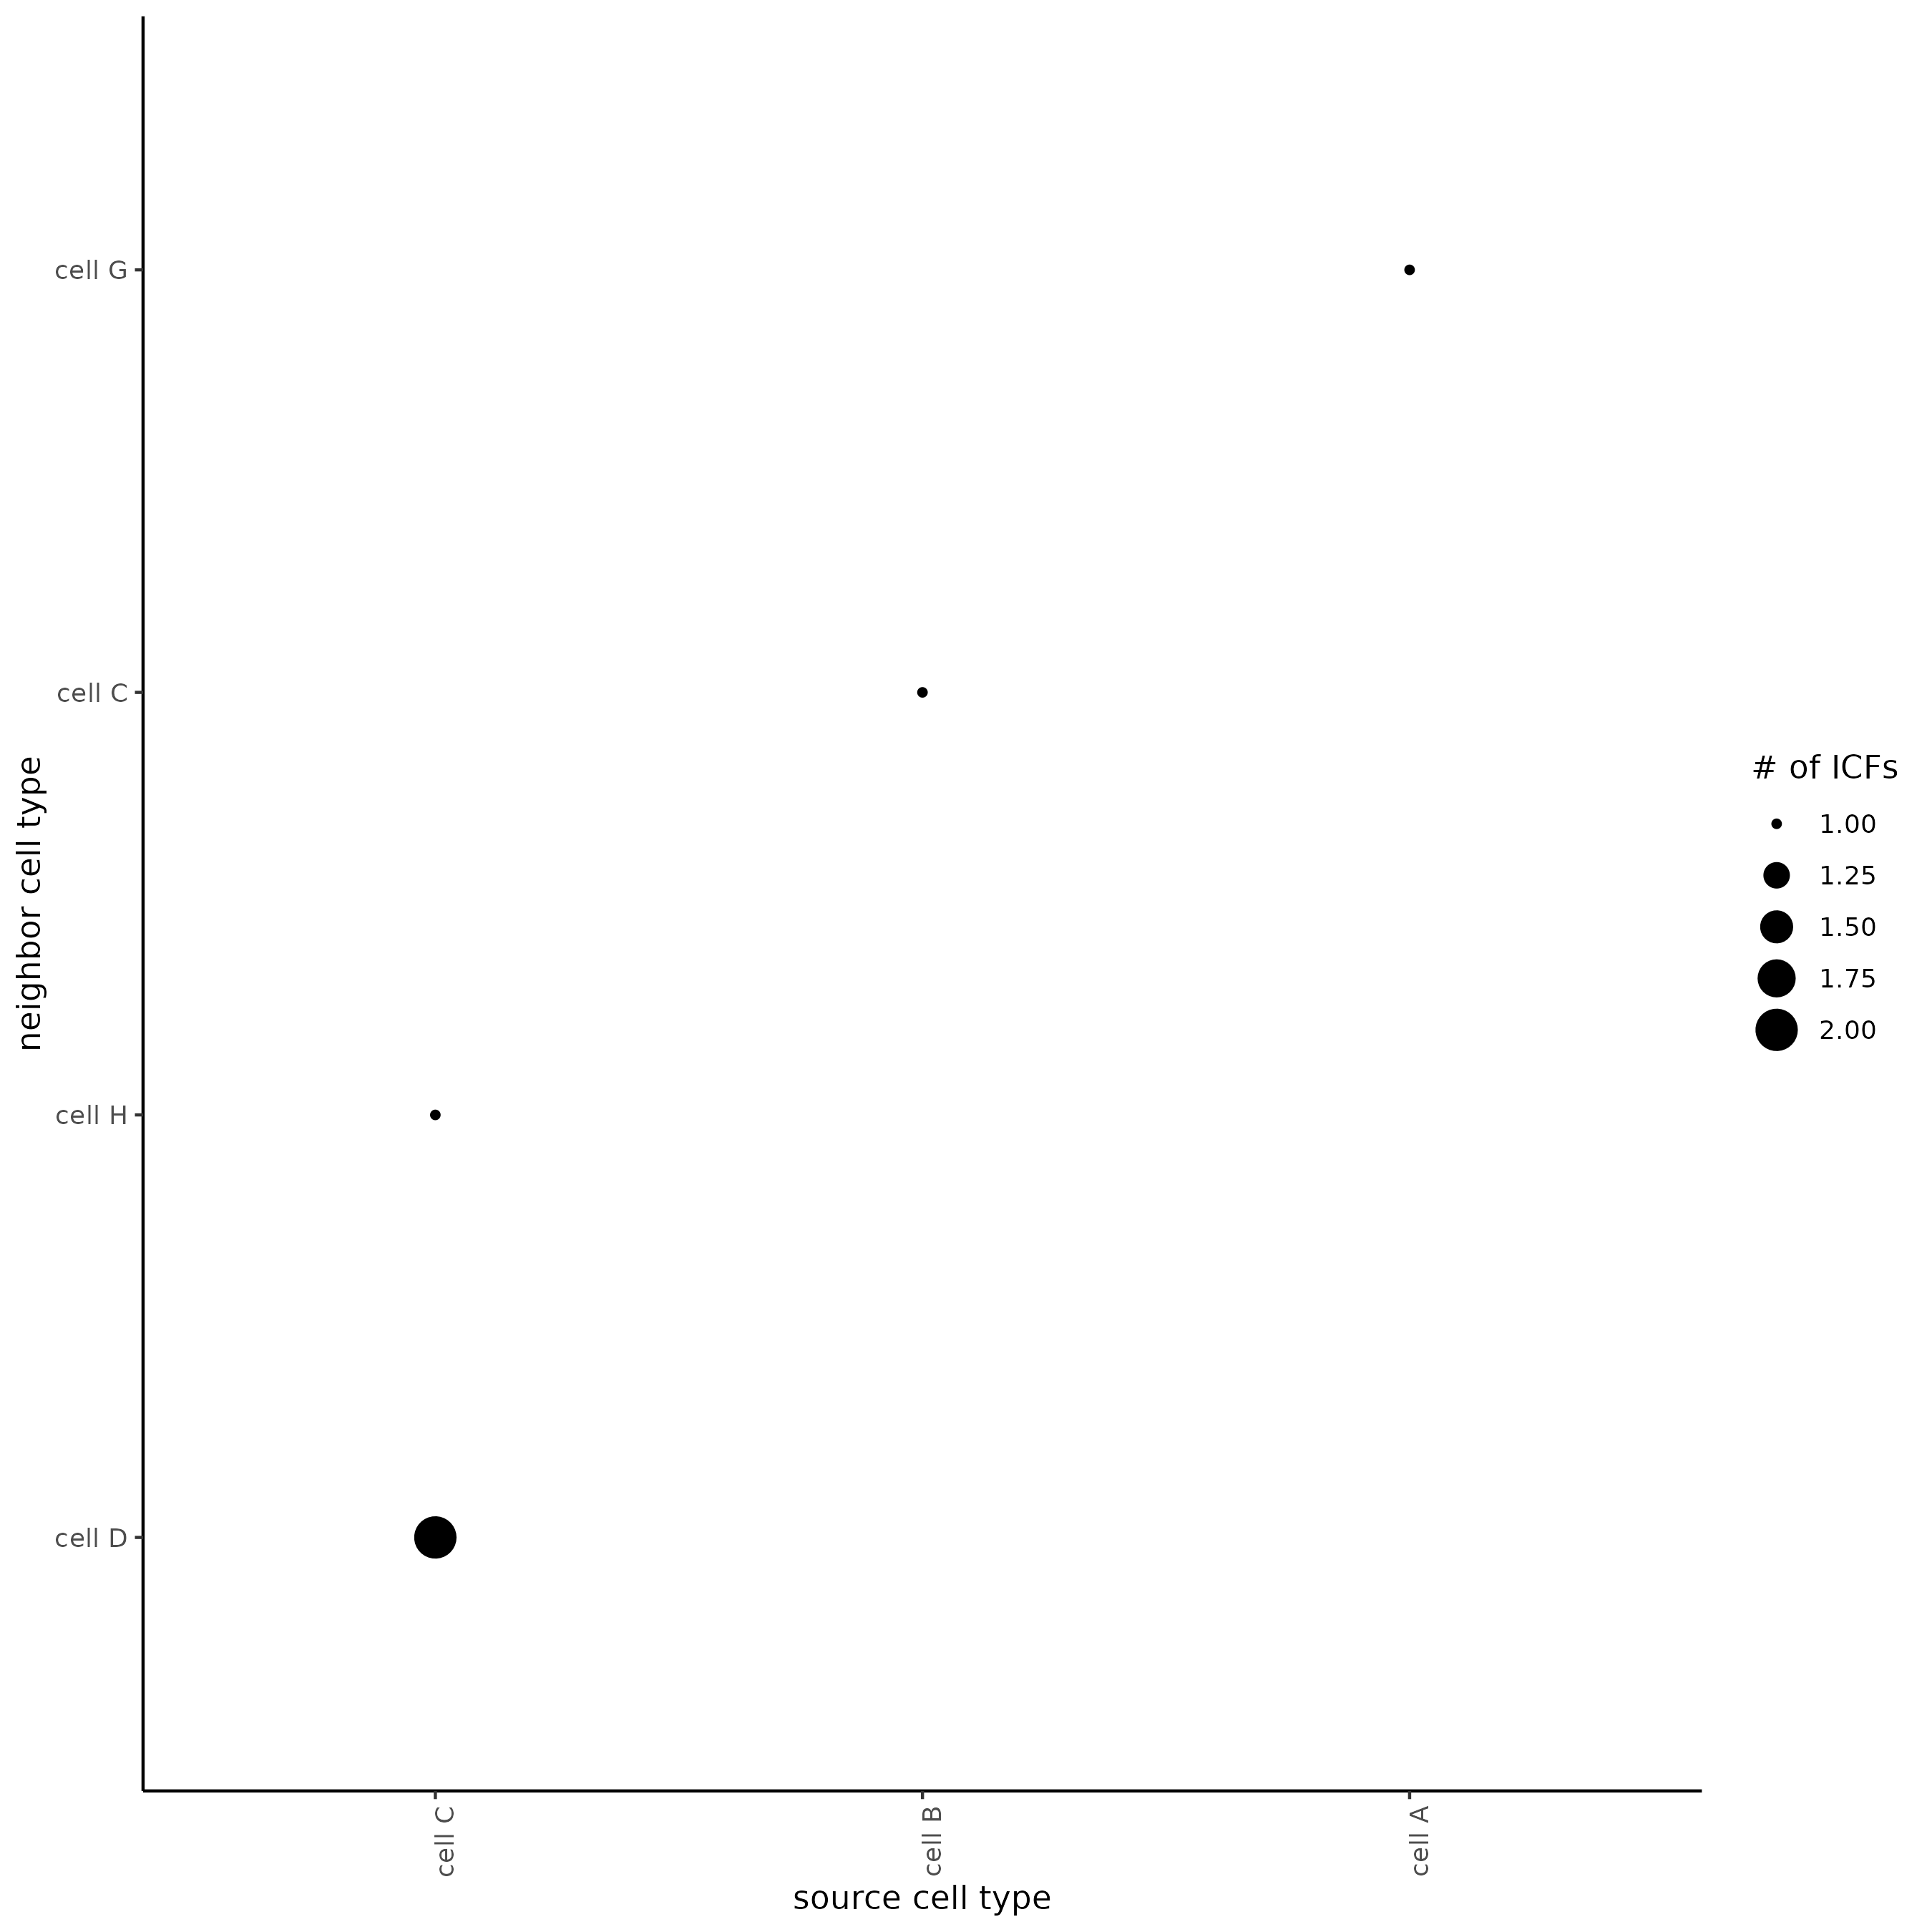 cell G
cell C
cell H
cell D
neighbor cell type
cell C
cell B
cell A
source cell type
# of ICFs
1.00
1.25
1.50
1.75
2.00